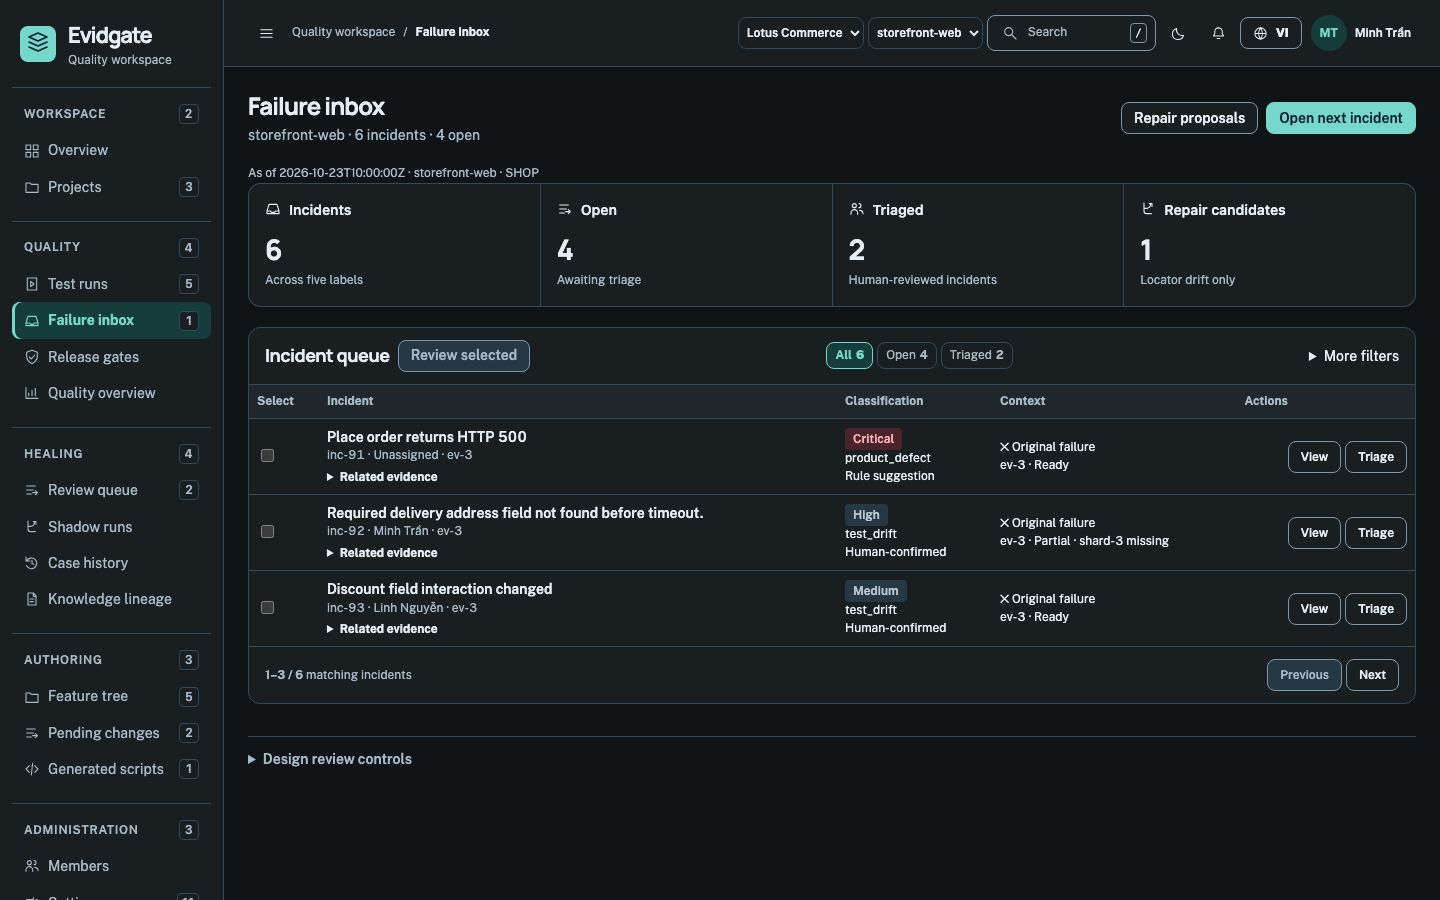 Evidgate
Quality workspace
WORKSPACE 2
Overview
Projects 3
QUALITY 4
Test runs 5
Failure inbox 1
Release gates
Quality overview
HEALING 4
Review queue 2
Shadow runs
Case history
Knowledge lineage
AUTHORING 3
Feature tree 5
Pending changes 2
Generated scripts 1
ADMINISTRATION 3
Members
Quality workspace / Failure inbox
Lotus Commerce storefront-web Search / VI MT Minh Trần
Failure inbox
storefront-web · 6 incidents · 4 open
Repair proposals Open next incident
As of 2026-10-23T10:00:00Z · storefront-web · SHOP
Incidents
6
Across five labels
Open
4
Awaiting triage
Triaged
2
Human-reviewed incidents
Repair candidates
1
Locator drift only
Incident queue Review selected All 6 Open 4 Triaged 2 More filters
Select Incident Classification Context Actions
Place order returns HTTP 500
inc-91 · Unassigned · ev-3
Related evidence
Critical
product_defect
Rule suggestion
Original failure
ev-3 · Ready
View Triage
Required delivery address field not found before timeout.
inc-92 · Minh Trần · ev-3
Related evidence
High
test_drift
Human-confirmed
Original failure
ev-3 · Partial · shard-3 missing
View Triage
Discount field interaction changed
inc-93 · Linh Nguyễn · ev-3
Related evidence
Medium
test_drift
Human-confirmed
Original failure
ev-3 · Ready
View Triage
1–3 / 6 matching incidents
Previous Next
Design review controls